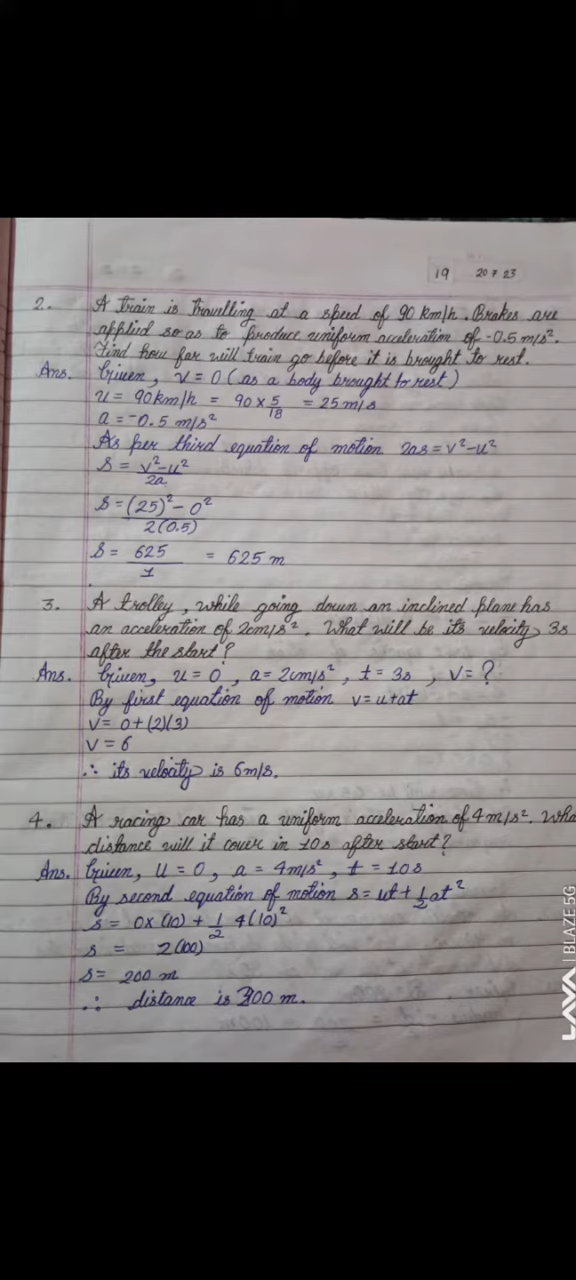 19 20 7 23
2. A train is travelling at a speed of 90 km/h. Brakes are
applied so as to produce uniform acceleration of -0.5 m/s².
Find how far will train go before it is brought to rest.
Ans. Given, v = 0 (as a body brought to rest)
u = 90km/h = 90 × 5/18 = 25 m/s
a = -0.5 m/s²
As per third equation of motion 2as = v² - u²
s = v² - u² / 2a
s = (25)² - 0² / 2(0.5)
s = 625 / 1 = 625 m
3. A trolley, while going down an inclined plane has
an acceleration of 2cm/s². What will be its velocity 3s
after the start?
Ans. Given, u = 0, a = 2cm/s², t = 3s, v = ?
By first equation of motion v = u + at
v = 0 + (2)(3)
v = 6
∴ its velocity is 6m/s.
4. A racing car has a uniform acceleration of 4 m/s². Wha
distance will it cover in 10s after start?
Ans. Given, u = 0, a = 4m/s², t = 10s
By second equation of motion s = ut + 1/2 at²
s = 0 × (10) + 1/2 4(10)²
s = 2(100)
s = 200 m
∴ distance is 200 m.
LAVA | BLAZE 5G